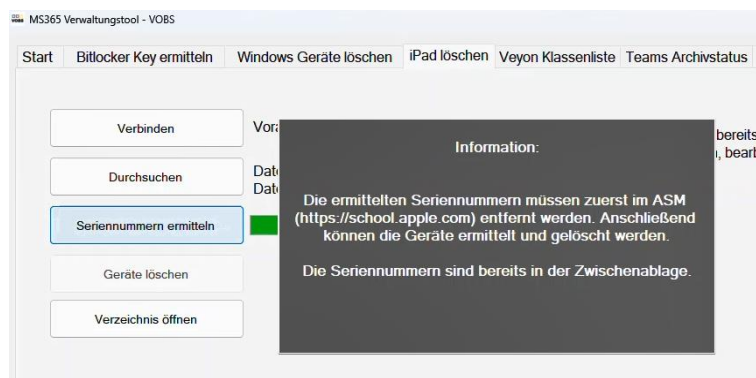 MS365 Verwaltungstool - VOBS
Start Bitlocker Key ermitteln Windows Geräte löschen iPad löschen Veyon Klassenliste Teams Archivstatus
Verbinden
Durchsuchen
Seriennummern ermitteln
Geräte löschen
Verzeichnis öffnen
Information:
Die ermittelten Seriennummern müssen zuerst im ASM
(https://school.apple.com) entfernt werden. Anschließend
können die Geräte ermittelt und gelöscht werden.
Die Seriennummern sind bereits in der Zwischenablage.
bereits